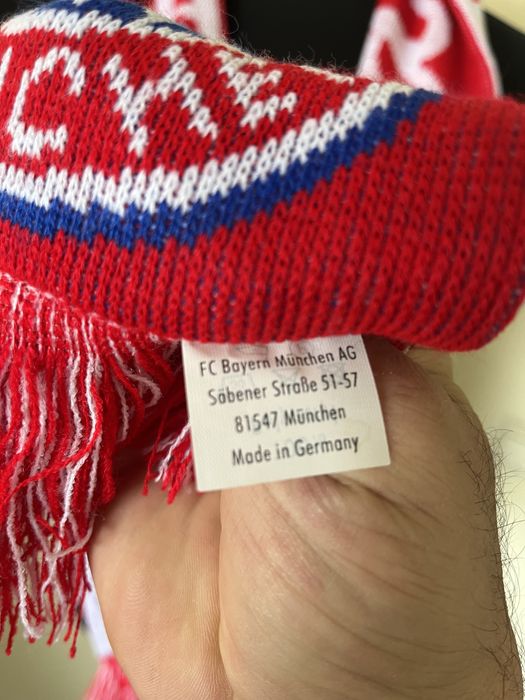 FC Bayern München AG
Säbener Straße 51-57
81547 München
Made in Germany